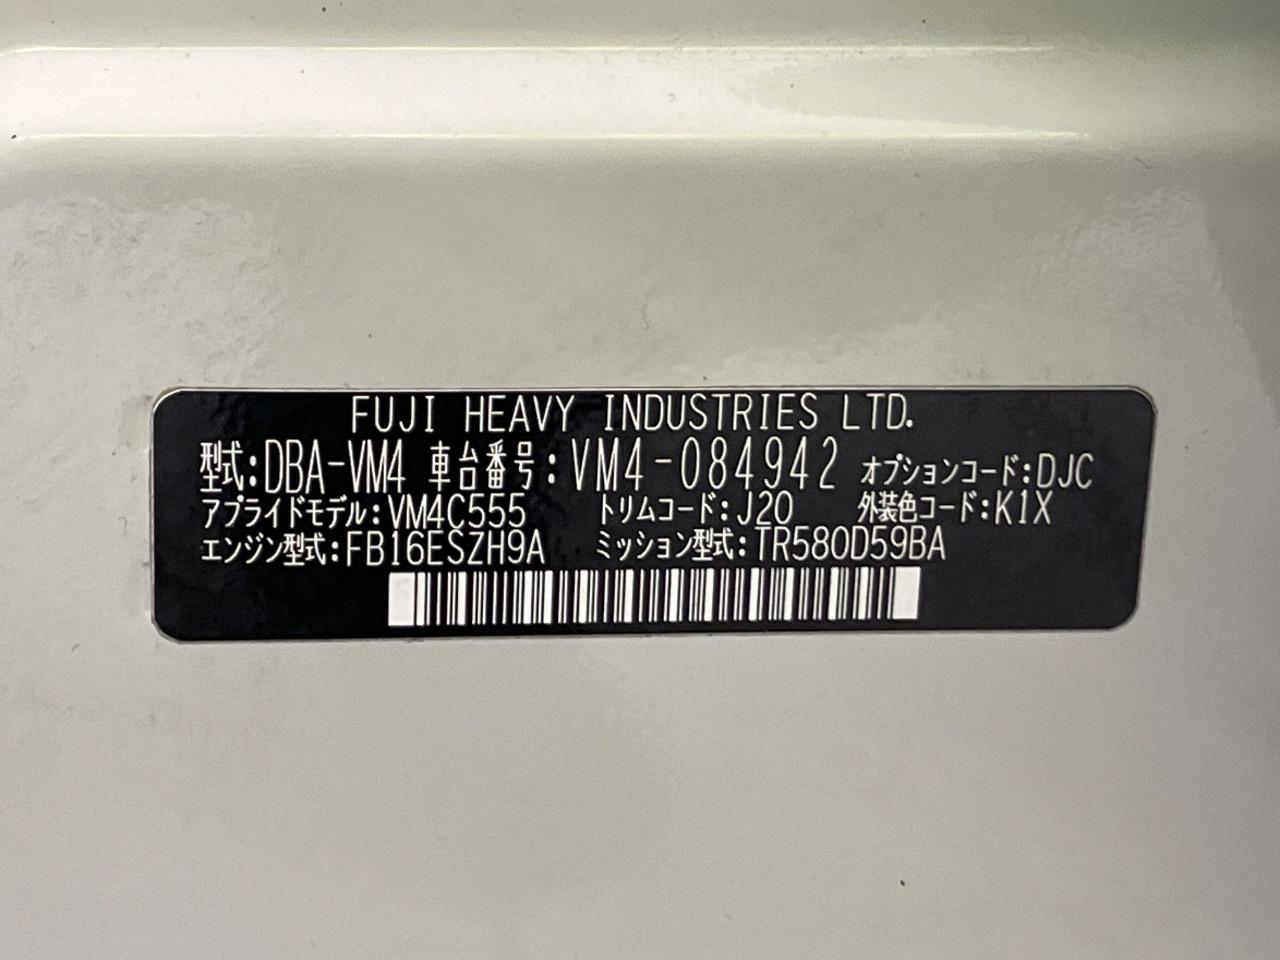 FUJI HEAVY INDUSTRIES LTD.
型式:DBA-VM4 車台番号:VM4-084942 オプションコード:DJC
アプライドモデル:VM4C555 トリムコード:J20 外装色コード:K1X
エンジン型式:FB16ESZH9A ミッション型式:TR580D59BA